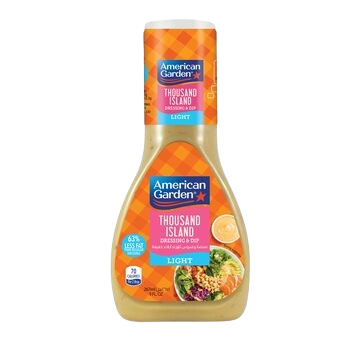 American
Garden
THOUSAND
ISLAND
DRESSING & DIP
LIGHT
American
Garden
THOUSAND
ISLAND
DRESSING & DIP
63%
LESS FAT
LIGHT
70
CALORIES